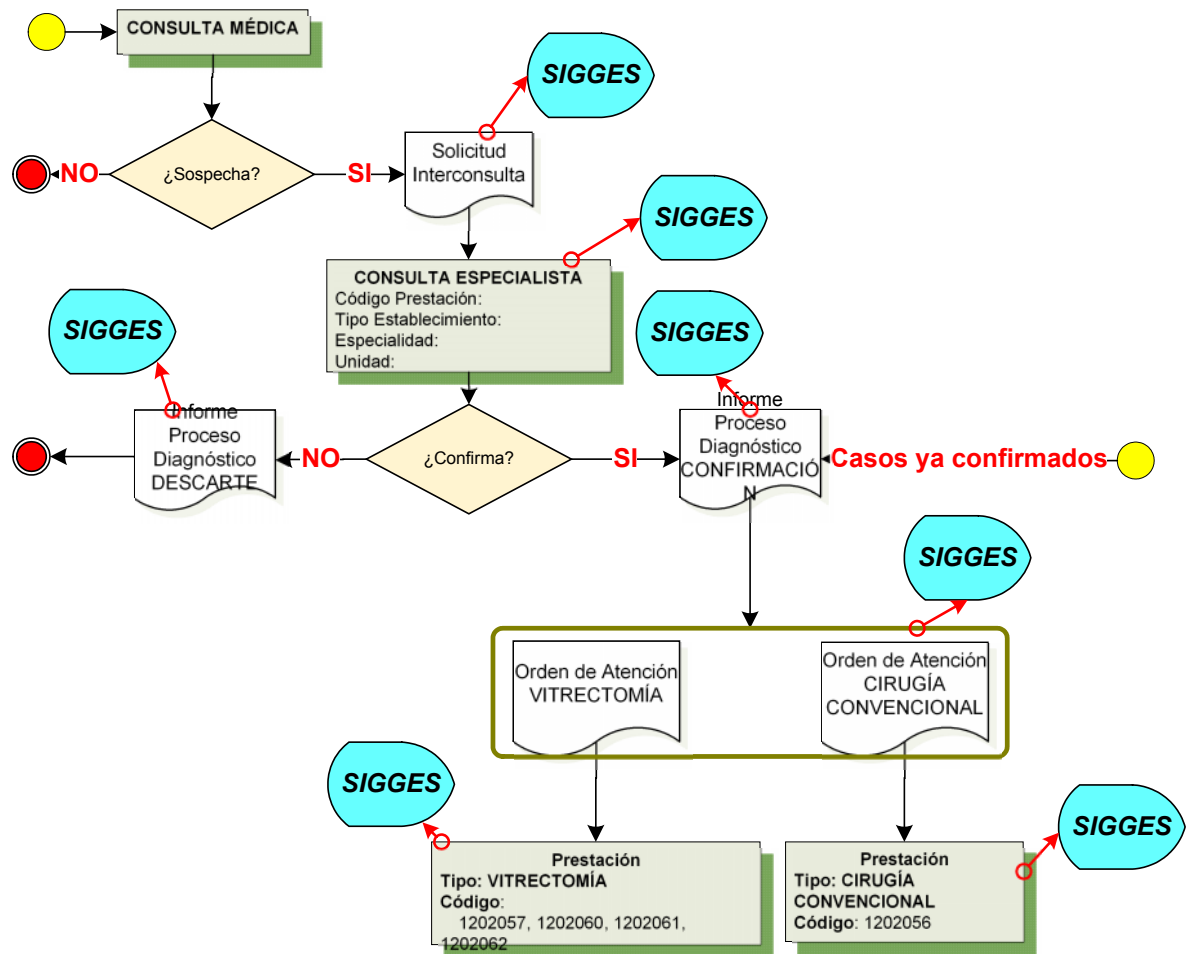 CONSULTA MÉDICA
SIGGES
¿Sospecha?
NO
SI
Solicitud
Interconsulta
SIGGES
CONSULTA ESPECIALISTA
Código Prestación:
Tipo Establecimiento:
Especialidad:
Unidad:
SIGGES
SIGGES
Informe
Proceso
Diagnóstico
DESCARTE
NO
¿Confirma?
SI
Informe
Proceso
Diagnóstico
CONFIRMACIÓ
N
Casos ya confirmados
SIGGES
Orden de Atención
VITRECTOMÍA
Orden de Atención
CIRUGÍA
CONVENCIONAL
SIGGES
SIGGES
Prestación
Tipo: VITRECTOMÍA
Código:
1202057, 1202060, 1202061,
1202062
Prestación
Tipo: CIRUGÍA
CONVENCIONAL
Código: 1202056